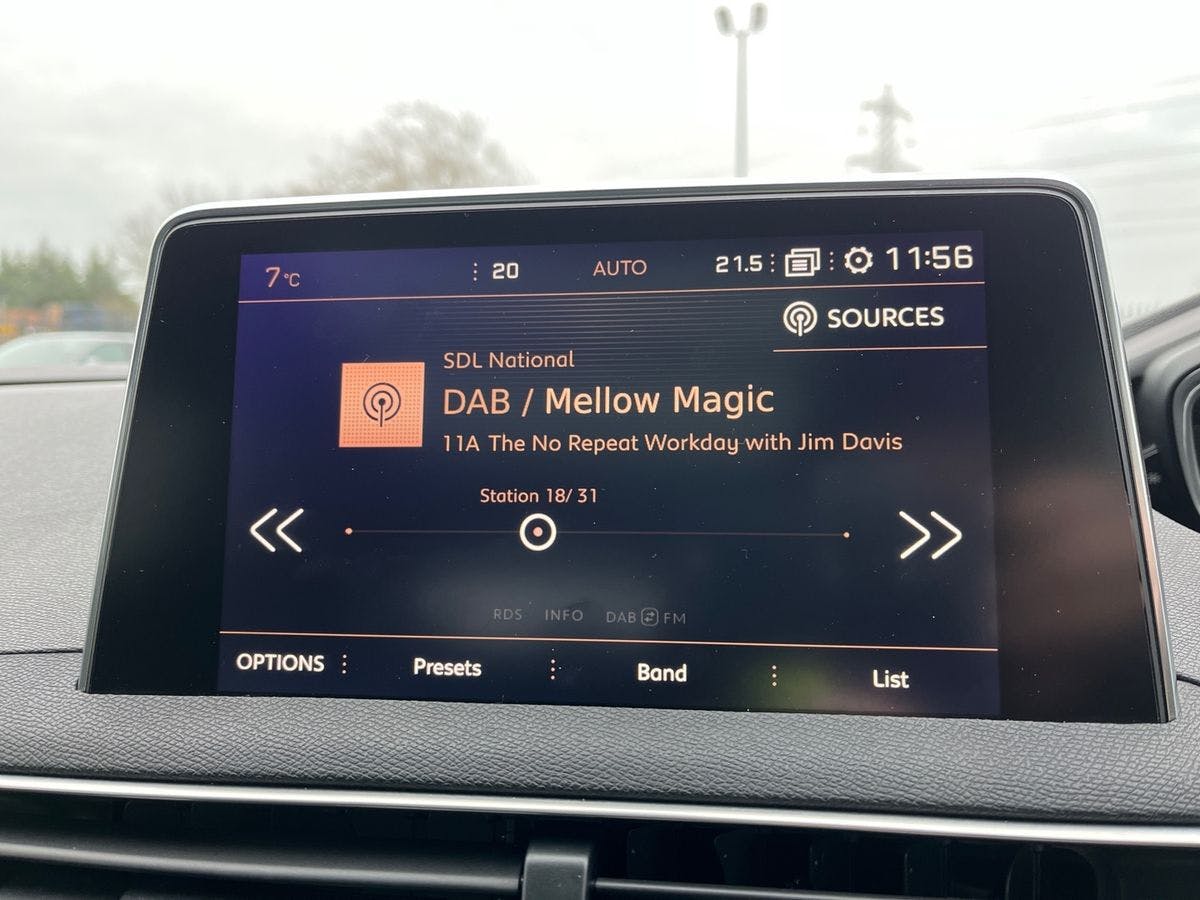 7°C 20 AUTO 21.5 11:56
SOURCES
SDL National
DAB / Mellow Magic
11A The No Repeat Workday with Jim Davis
Station 18/ 31
RDS INFO DAB FM
OPTIONS Presets Band List